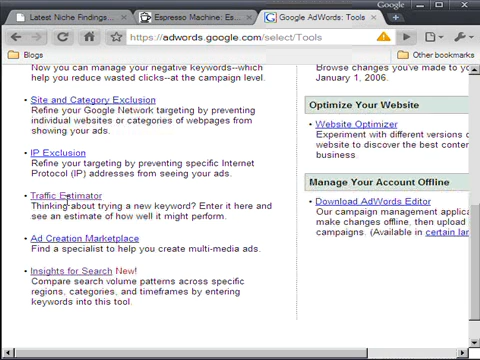 Google
Latest Niche Findings...
Espresso Machine: Es...
Google AdWords: Tools
https://adwords.google.com/select/Tools
Blogs
Other bookmarks
Now you can manage your negative keywords--which
help you reduce wasted clicks--at the campaign level.
• Site and Category Exclusion
Refine your Google Network targeting by preventing
individual websites or categories of webpages from
showing your ads.
• IP Exclusion
Refine your targeting by preventing specific Internet
Protocol (IP) addresses from seeing your ads.
• Traffic Estimator
Thinking about trying a new keyword? Enter it here and
see an estimate of how well it might perform.
• Ad Creation Marketplace
Find a specialist to help you create multi-media ads.
• Insights for Search New!
Compare search volume patterns across specific
regions, categories, and timeframes by entering
keywords into this tool.
Browse changes you've made to yo
January 1, 2006.
Optimize Your Website
• Website Optimizer
Experiment with different versions o
website to discover the best conten
business
Manage Your Account Offline
• Download AdWords Editor
Our campaign management applica
make changes offline, then upload
campaigns. (Available in certain lan